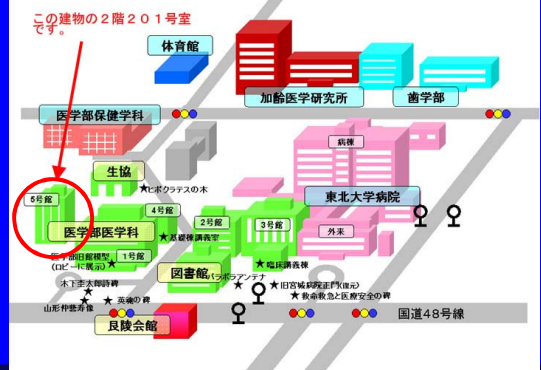 この建物の２階２０１号室
です。
体育館
加齢医学研究所
歯学部
医学部保健学科
病棟
生協
★ヒポクラテスの木
東北大学病院
5号館
4号館
2号館
3号館
外来
医学部医学科
★基礎棟講義室
医学部旧館模型
(ロビーに展示)★
1号館
図書館
★臨床講義棟
パラボラアンテナ
★
木下杢太郎詩碑
★
★旧宮城病院正門(復元)
山形仲藝寿像
★
★英魂の碑
★救命救急と医療安全の碑
艮陵会館
国道48号線